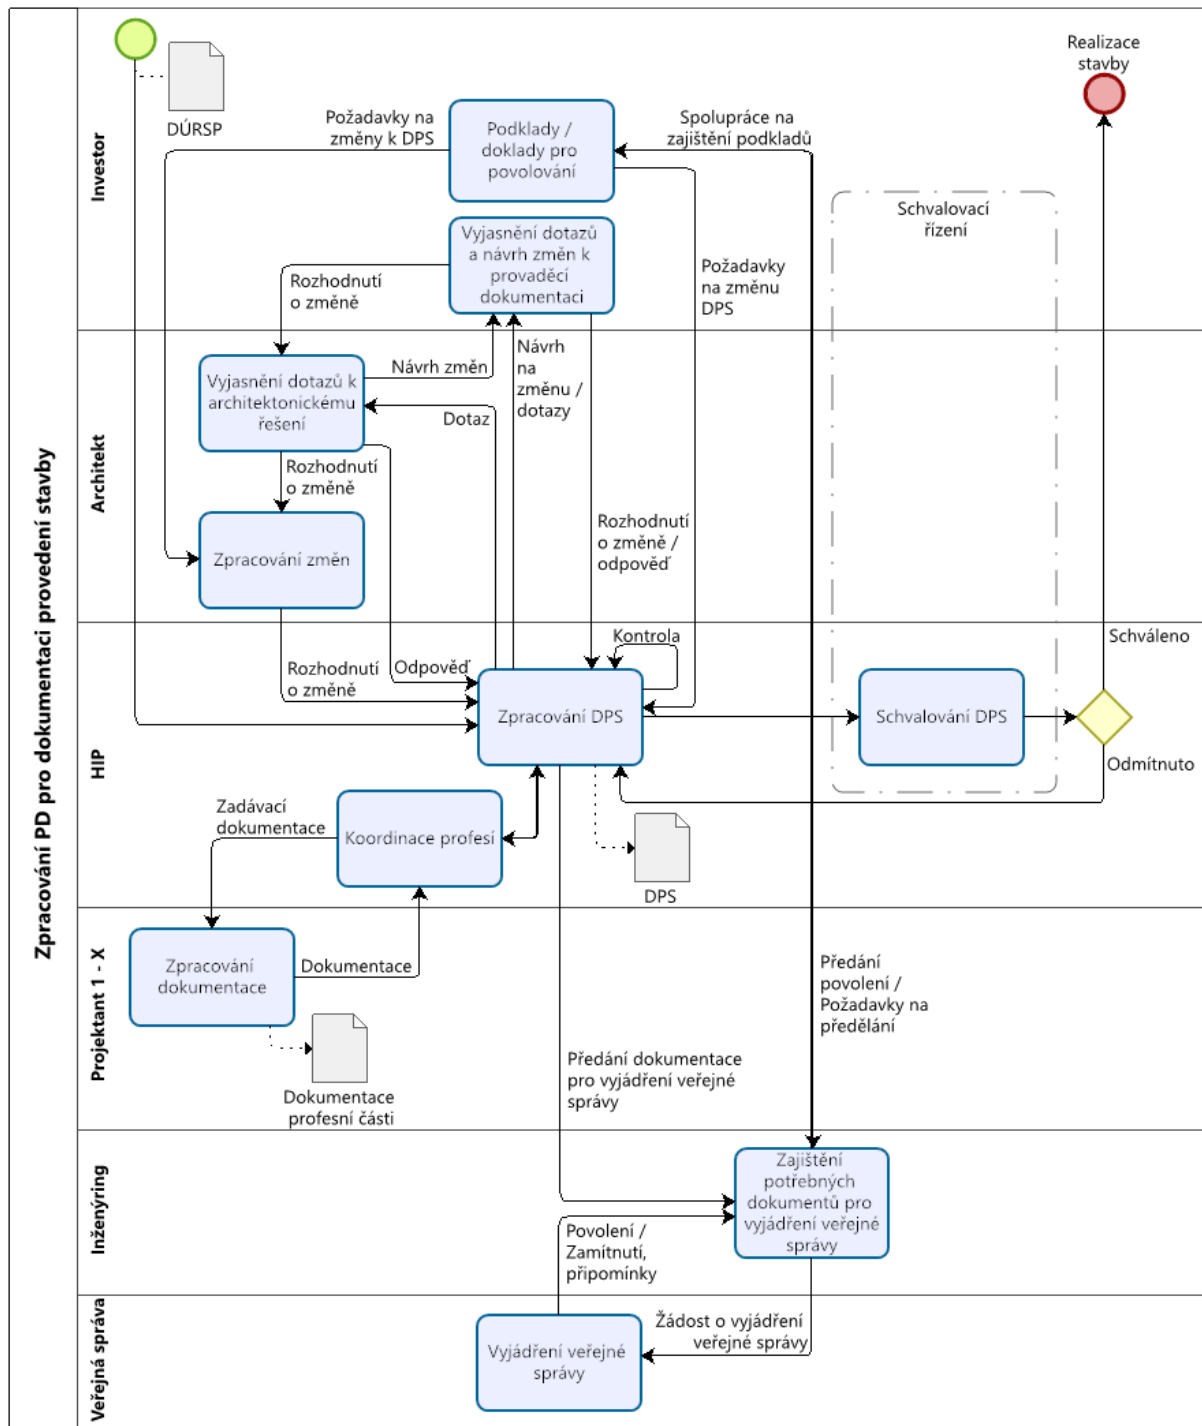 Zpracování PD pro dokumentaci provedení stavby
Investor
DÚRSP
Požadavky na
změny k DPS
Podklady /
doklady pro
povolování
Spolupráce na
zajištění podkladů
Realizace
stavby
Schvalovací
řízení
Vyjasnění dotazů
a návrh změn k
provaděcí
dokumentaci
Rozhodnutí
o změně
Požadavky
na změnu
DPS
Architekt
Vyjasnění dotazů k
architektonickému
řešení
Návrh změn
Návrh
na
změnu /
dotazy
Dotaz
Rozhodnutí
o změně
Zpracování změn
Rozhodnutí
o změně /
odpověď
HIP
Kontrola
Schváleno
Rozhodnutí
o změně
Odpověď
Zpracování DPS
Schvalování DPS
Odmítnuto
Zadávací
dokumentace
Koordinace profesí
DPS
Projektant 1 - X
Zpracování
dokumentace
Dokumentace
Předání
povolení /
Požadavky na
předělání
Dokumentace
profesní části
Předání dokumentace
pro vyjádření veřejné
správy
Inženýring
Zajištění
potřebných
dokumentů pro
vyjádření veřejné
správy
Povolení /
Zamítnutí,
připomínky
Veřejná správa
Žádost o vyjádření
veřejné správy
Vyjádření veřejné
správy